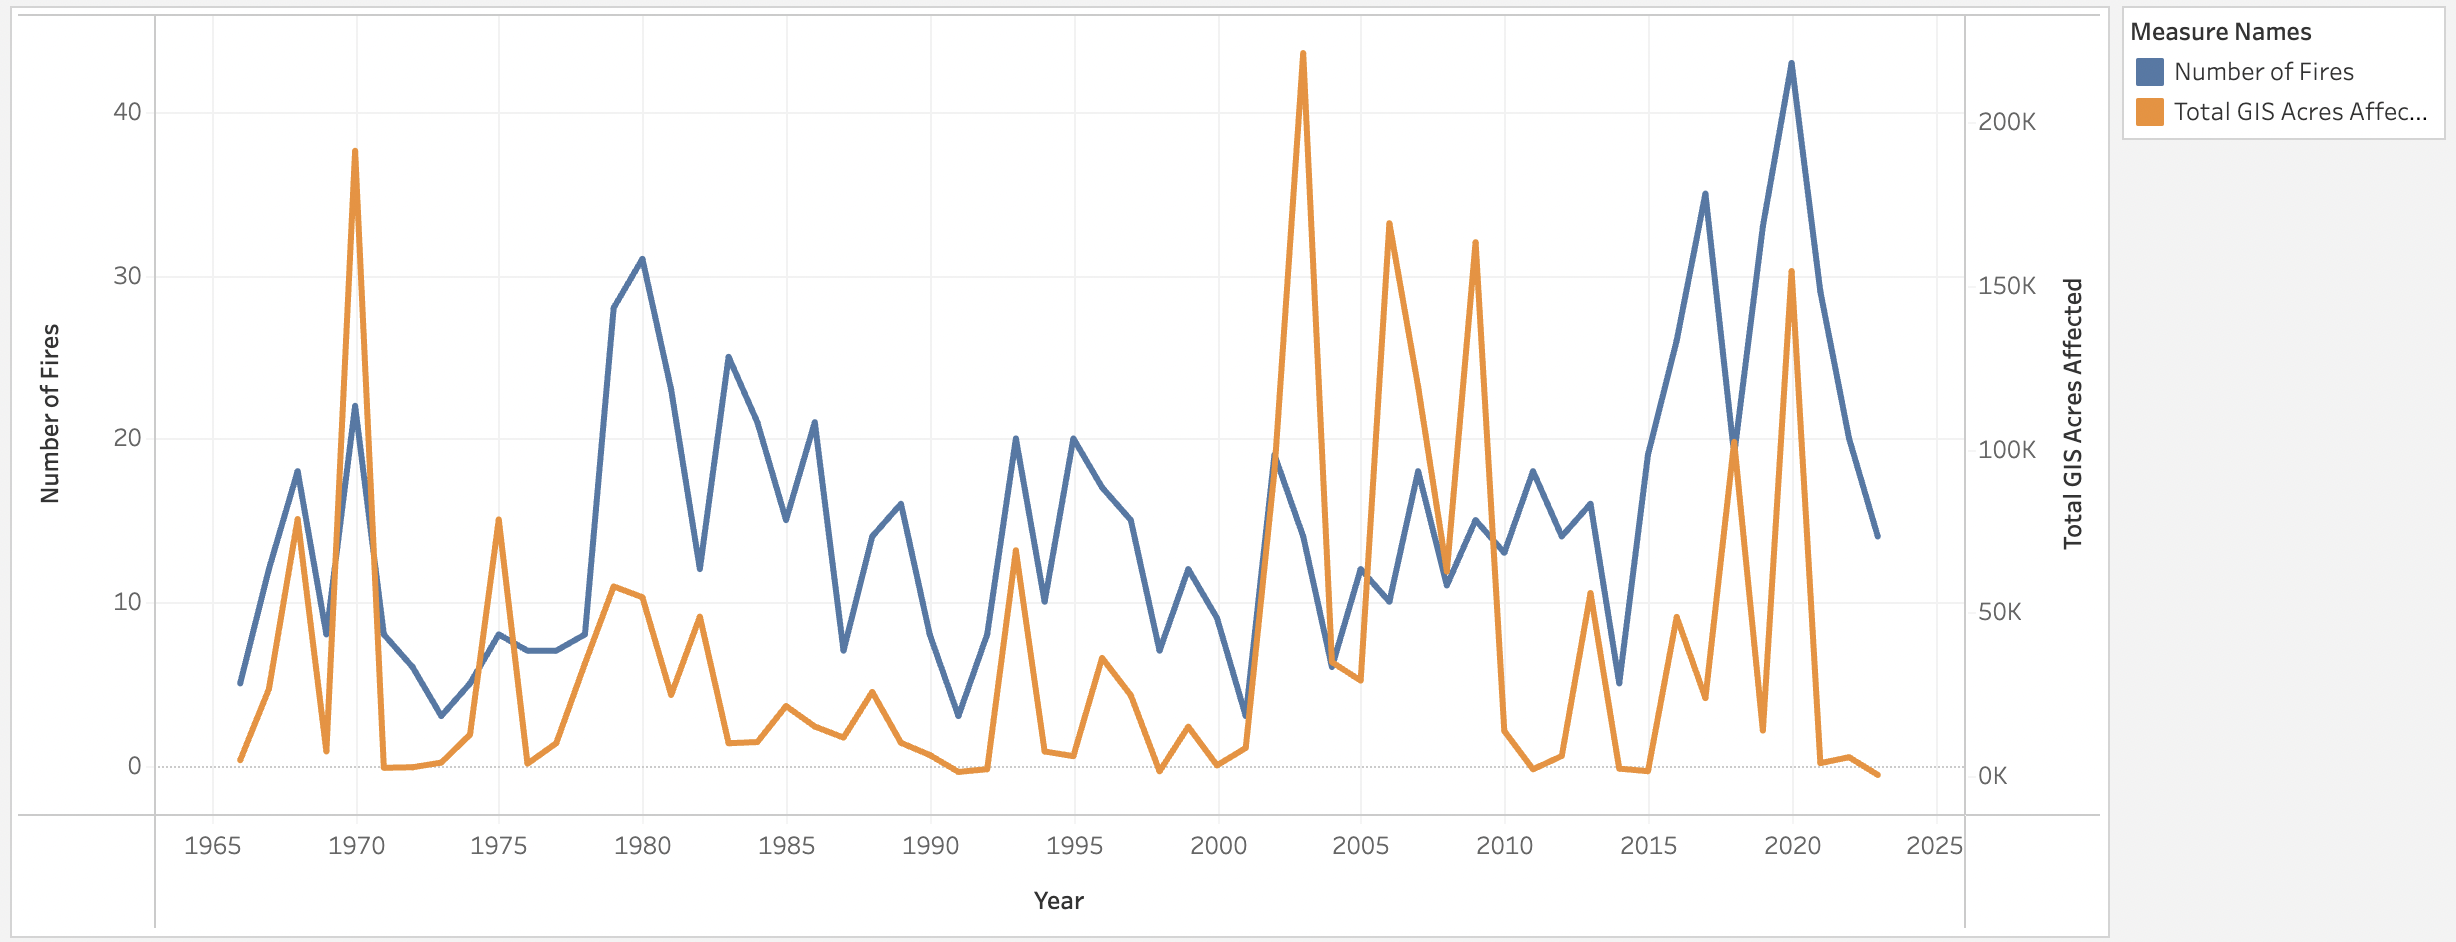 Measure Names
Number of Fires
Total GIS Acres Affec...
Number of Fires
40
30
20
10
0
200K
150K
100K
50K
0K
Total GIS Acres Affected
1965 1970 1975 1980 1985 1990 1995 2000 2005 2010 2015 2020 2025
Year